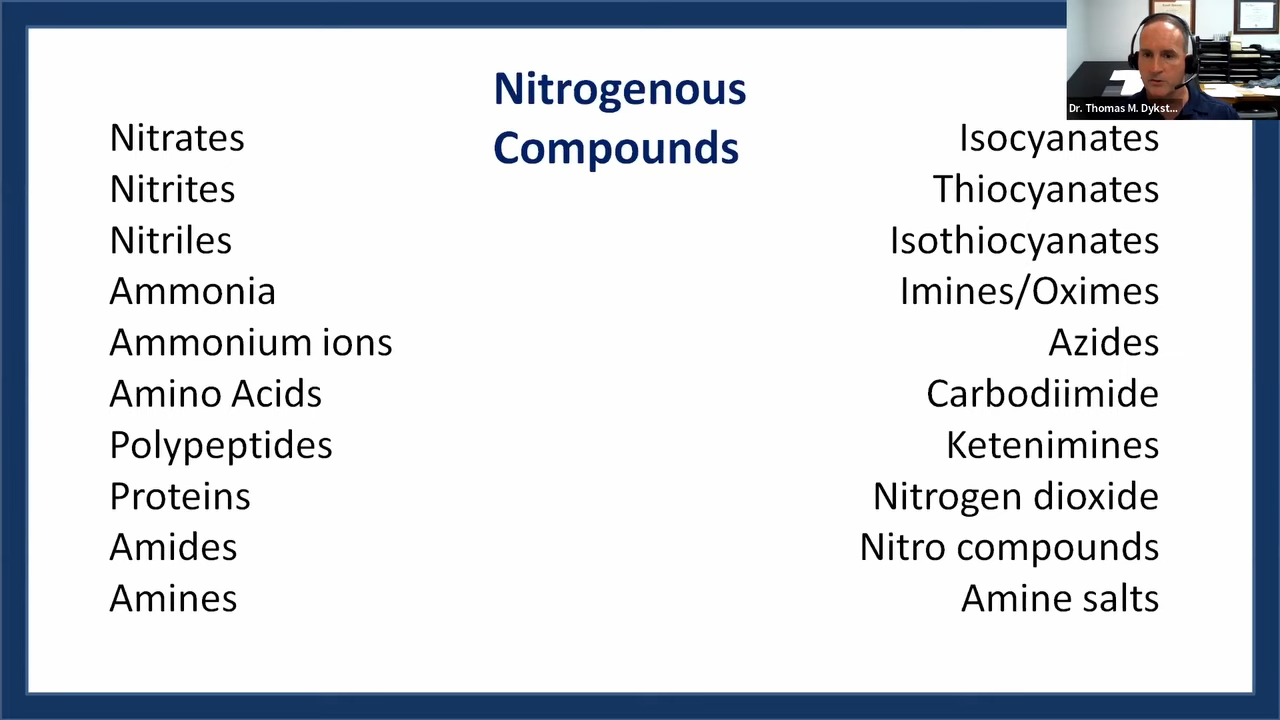 Nitrogenous
Compounds
Nitrates
Nitrites
Nitriles
Ammonia
Ammonium ions
Amino Acids
Polypeptides
Proteins
Amides
Amines
Isocyanates
Thiocyanates
Isothiocyanates
Imines/Oximes
Azides
Carbodiimide
Ketenimines
Nitrogen dioxide
Nitro compounds
Amine salts
Dr. Thomas M. Dykst...